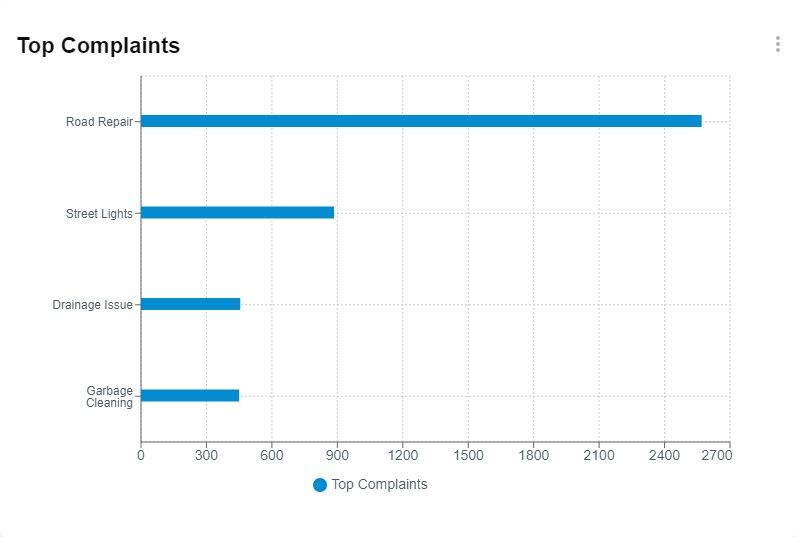 Top Complaints
Road Repair
Street Lights
Drainage Issue
Garbage
Cleaning
0 300 600 900 1200 1500 1800 2100 2400 2700
Top Complaints